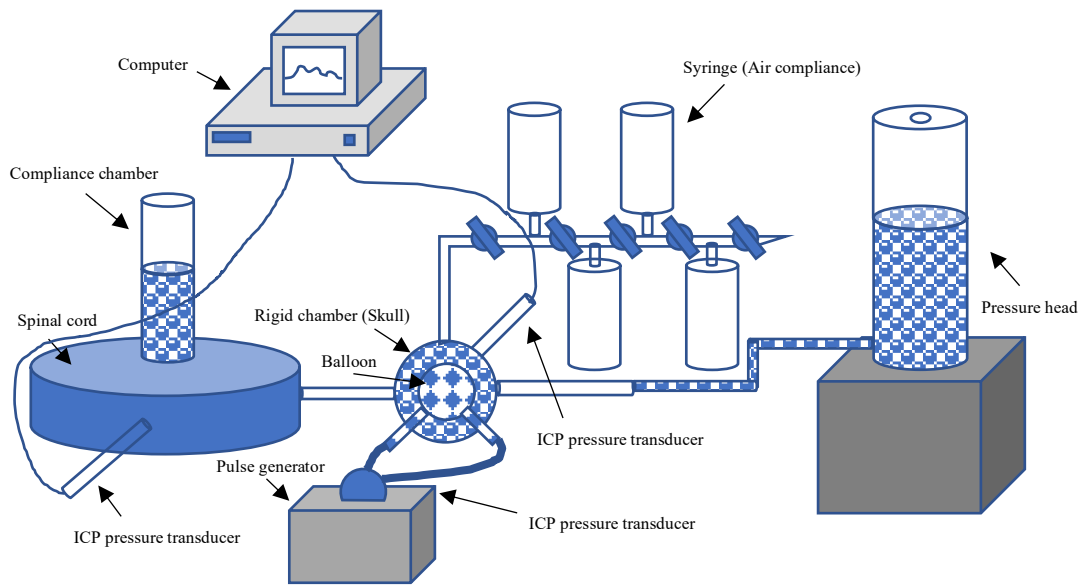 Computer
Syringe (Air compliance)
Compliance chamber
Spinal cord
Rigid chamber (Skull)
Pressure head
Balloon
ICP pressure transducer
Pulse generator
ICP pressure transducer
ICP pressure transducer